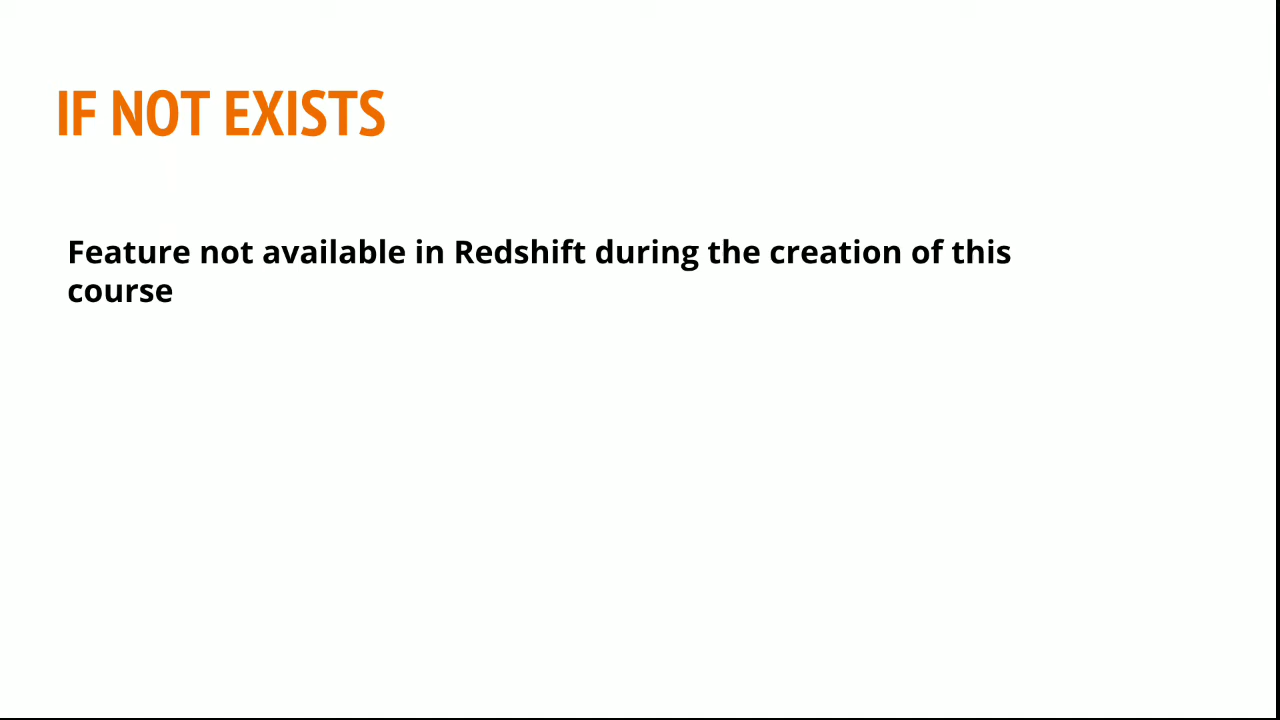 IF NOT EXISTS
Feature not available in Redshift during the creation of this
course